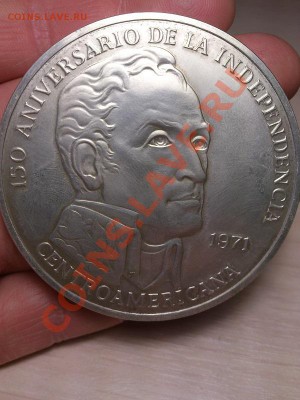 COINS.LAVE.RU
150 ANIVERSARIO DE LA INDEPENDENCIA
1971
CENTROAMERICANA
COINS.LAVE.RU